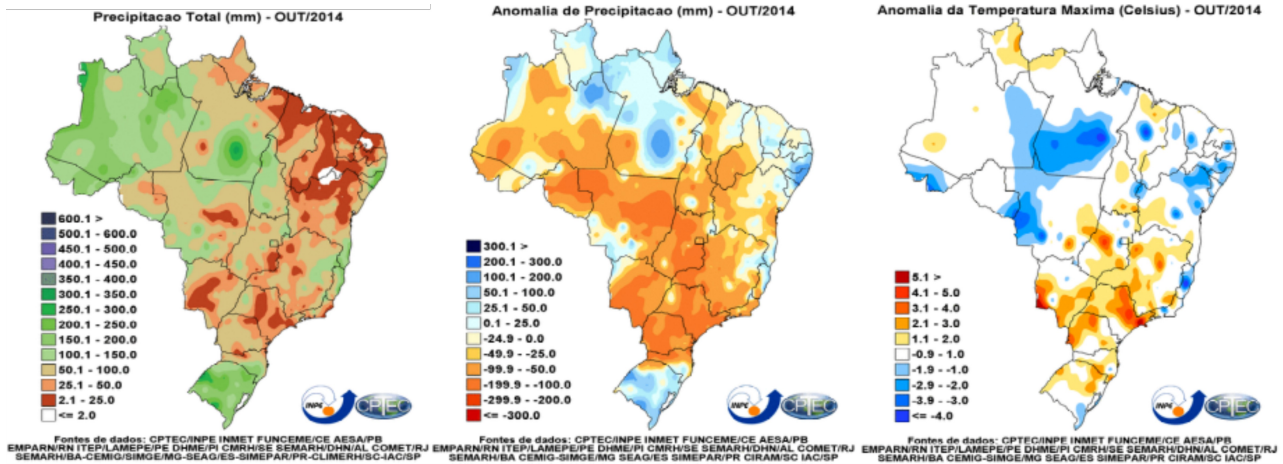 Precipitacao Total (mm) - OUT/2014
600.1 >
500.1 - 600.0
450.1 - 500.0
400.1 - 450.0
350.1 - 400.0
300.1 - 350.0
250.1 - 300.0
200.1 - 250.0
150.1 - 200.0
100.1 - 150.0
50.1 - 100.0
25.1 - 50.0
2.1 - 25.0
<= 2.0
INPE
CPTEC
Fontes de dados: CPTEC/INPE INMET FUNCEME/CE AESA/PB
EMPARN/RN ITEP/LAMEPE/PE DHME/PI CMRH/SE SEMARH/DHN/AL COMET/RJ
SEMARH/BA-CEMIG/SIMGE/MG-SEAG/ES-SIMEPAR/PR-CLIMERH/SC-IAC/SP
Anomalia de Precipitacao (mm) - OUT/2014
300.1 >
200.1 - 300.0
100.1 - 200.0
50.1 - 100.0
25.1 - 50.0
0.1 - 25.0
-24.9 - 0.0
-49.9 - -25.0
-99.9 - -50.0
-199.9 - -100.0
-299.9 - -200.0
<= -300.0
INPE
CPTEC
Fontes de dados: CPTEC/INPE INMET FUNCEME/CE AESA/PB
EMPARN/RN ITEP/LAMEPE/PE DHME/PI CMRH/SE SEMARH/DHN/AL COMET/RJ
SEMARH/BA CEMIG-SIMGE/MG SEAG/ES SIMEPAR/PR CIRAM/SC IAC/SP
Anomalia da Temperatura Maxima (Celsius) - OUT/2014
5.1 >
4.1 - 5.0
3.1 - 4.0
2.1 - 3.0
1.1 - 2.0
-0.9 - 1.0
-1.9 - -1.0
-2.9 - -2.0
-3.9 - -3.0
<= -4.0
INPE
CPTEC
Fontes de dados: CPTEC/INPE INMET FUNCEME/CE AESA/PB
EMPARN/RN ITEP/LAMEPE/PE DHME/PI CMRH/SE SEMARH/DHN/AL COMET/RJ
SEMARH/BA CEMIG-SIMGE/MG SEAG/ES SIMEPAR/PR CIRAM/SC IAC/SP